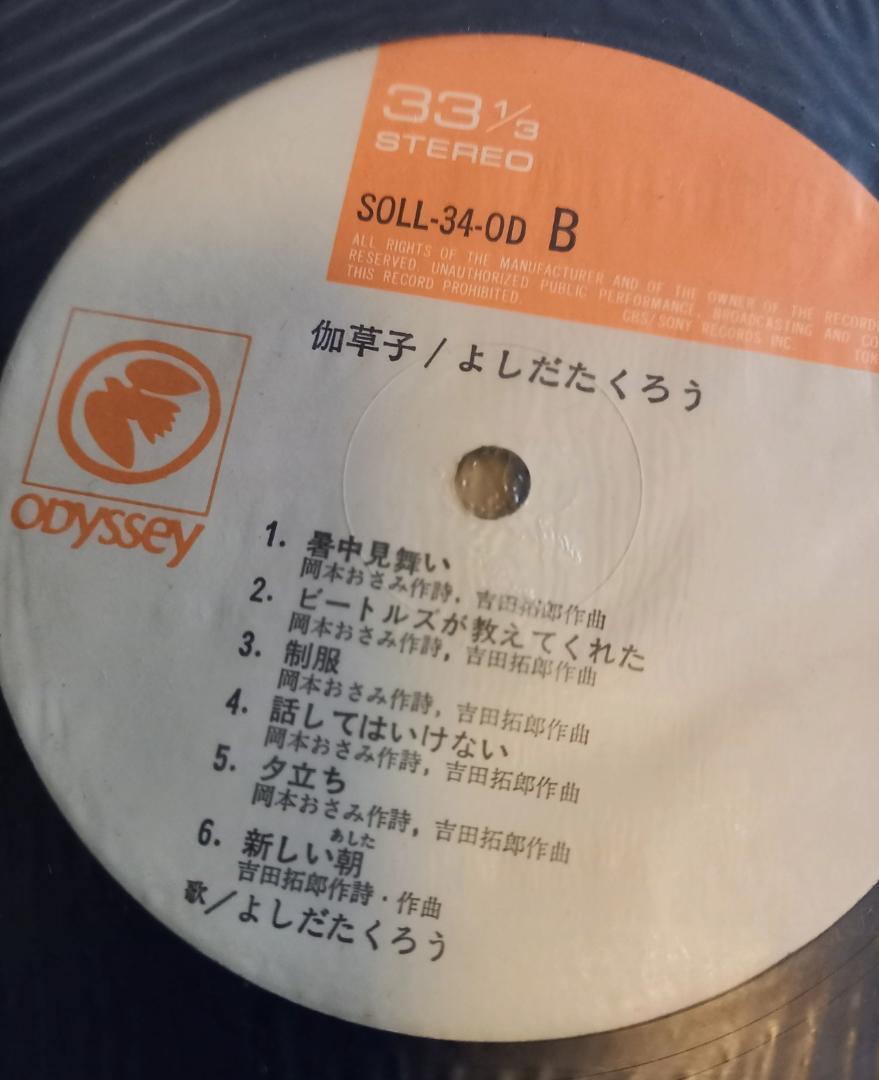 33 1/3
STEREO
SOLL-34-OD B
ALL RIGHTS OF THE MANUFACTURER AND OF THE OWNER OF THE RECORDE
RESERVED. UNAUTHORIZED PUBLIC PERFORMANCE, BROADCASTING AND CO
THIS RECORD PROHIBITED.
CBS/SONY RECORDS INC. TOK
伽草子/よしだたくろう
ODYSSEY
1. 暑中見舞い
岡本おさみ作詩, 吉田拓郎作曲
2. ビートルズが教えてくれた
岡本おさみ作詩, 吉田拓郎作曲
3. 制服
岡本おさみ作詩, 吉田拓郎作曲
4. 話してはいけない
岡本おさみ作詩, 吉田拓郎作曲
5. 夕立ち
岡本おさみ作詩, 吉田拓郎作曲
あした
6. 新しい朝
吉田拓郎作詩・作曲
歌/よしだたくろう